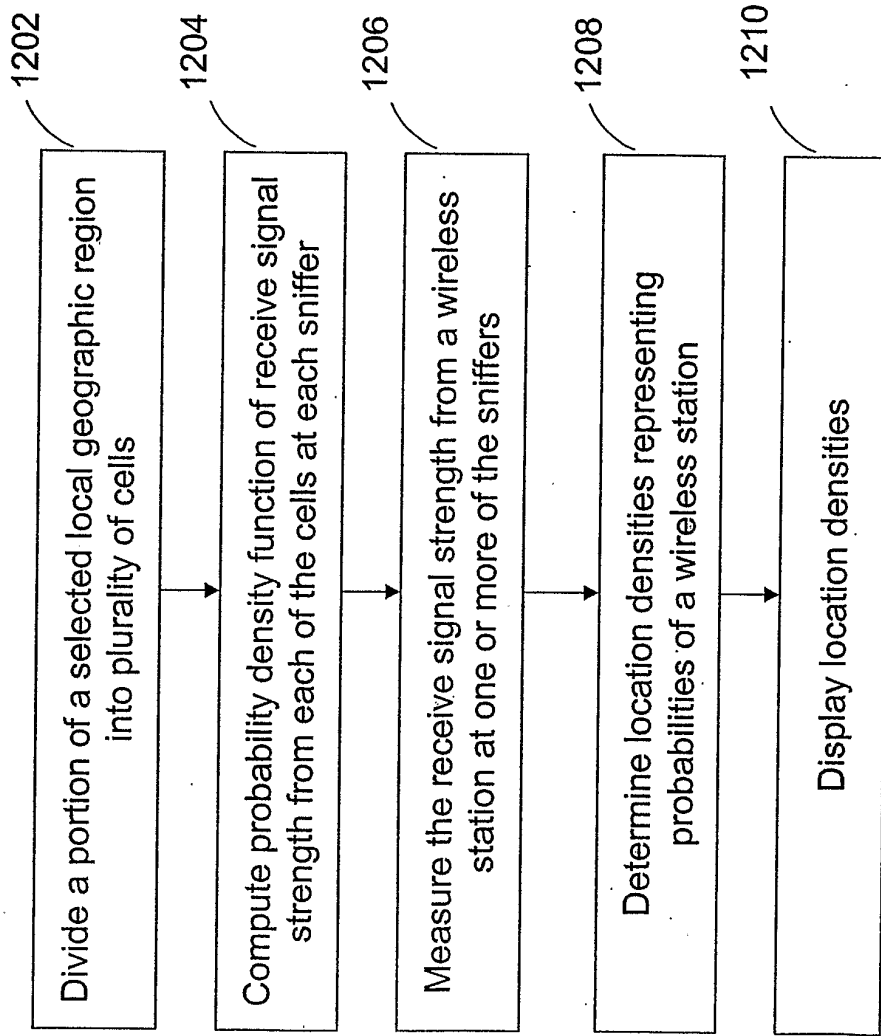 1202
Divide a portion of a selected local geographic region
into plurality of cells
1204
Compute probability density function of receive signal
strength from each of the cells at each sniffer
1206
Measure the receive signal strength from a wireless
station at one or more of the sniffers
1208
Determine location densities representing
probabilities of a wireless station
1210
Display location densities